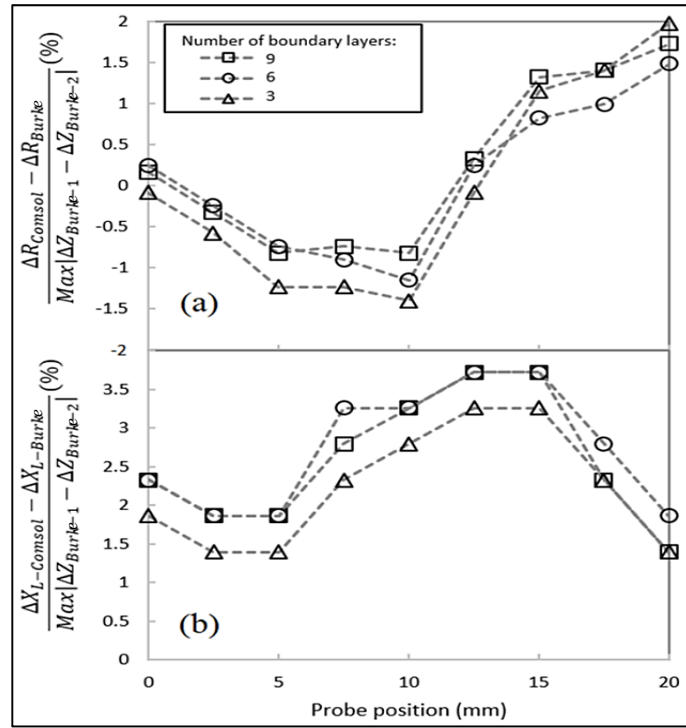 2
Number of boundary layers:
9
6
3
1.5
1
0.5
0
-0.5
-1
-1.5
-2
ΔR_Comsol − ΔR_Burke
Max|ΔZ_Burke−1 − ΔZ_Burke−2|
(%)
(a)
3.5
3
2.5
2
1.5
1
0.5
0
ΔX_L−Comsol − ΔX_L−Burke
Max|ΔZ_Burke−1 − ΔZ_Burke−2|
(%)
(b)
0 5 10 15 20
Probe position (mm)